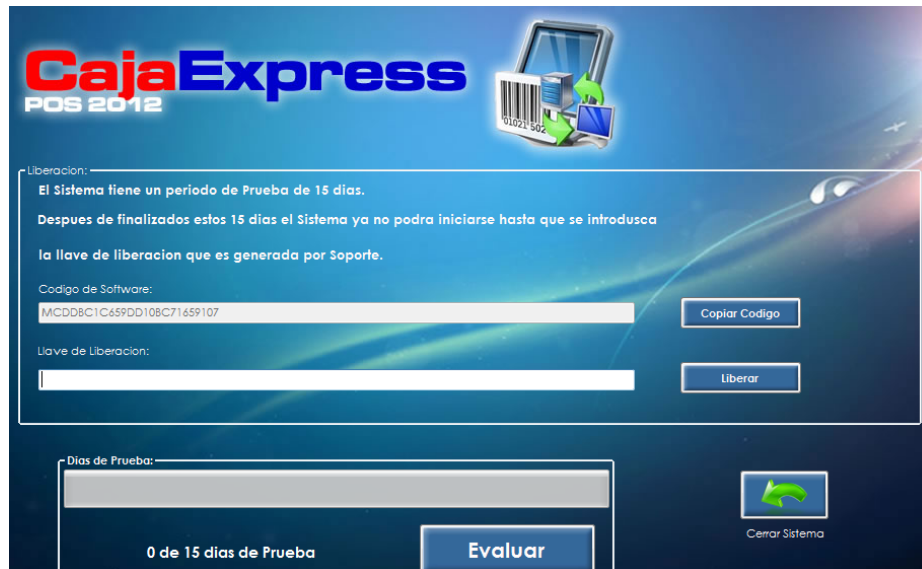 CajaExpress
POS 2012
01021 502
Liberacion:
El Sistema tiene un periodo de Prueba de 15 dias.
Despues de finalizados estos 15 dias el Sistema ya no podra iniciarse hasta que se introdusca
la llave de liberacion que es generada por Soporte.
Codigo de Software:
MCDDBC1C659DD10BC71659107
Copiar Codigo
Llave de Liberacion:
Liberar
Dias de Prueba:
0 de 15 dias de Prueba
Evaluar
Cerrar Sistema